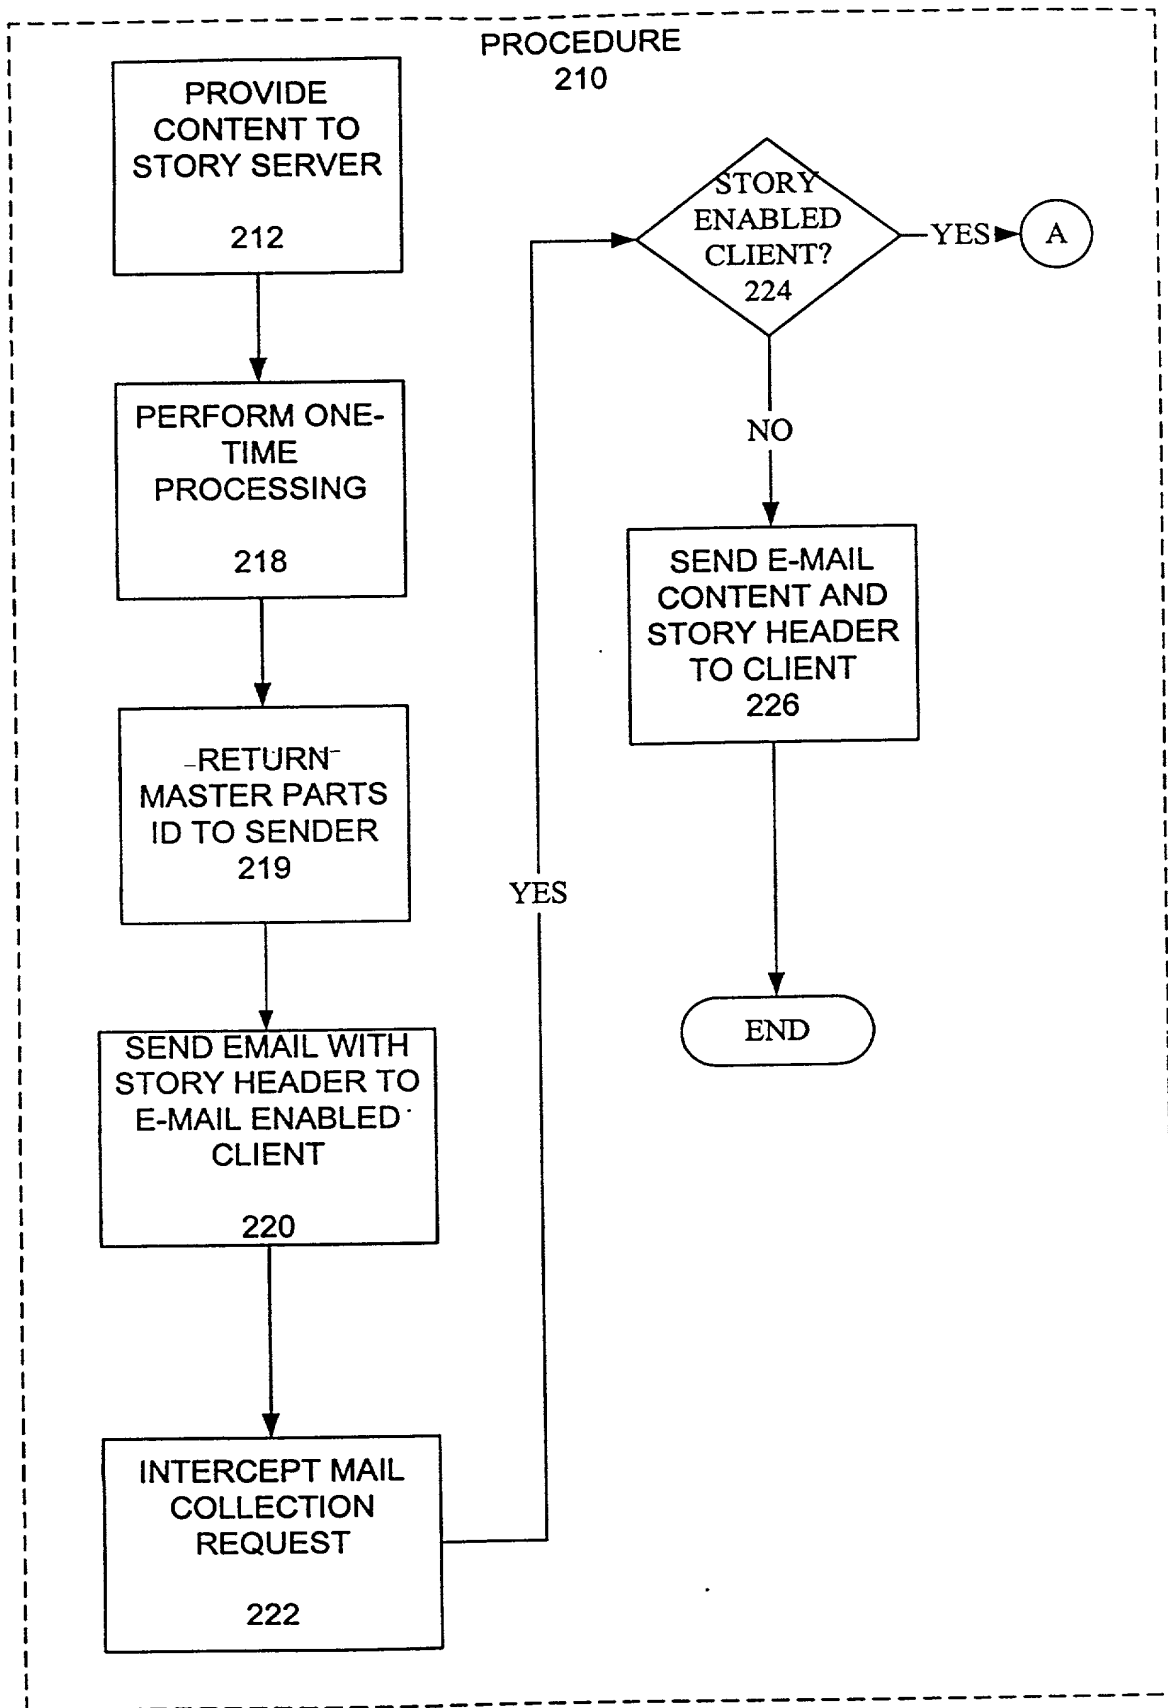 PROCEDURE
210
PROVIDE
CONTENT TO
STORY SERVER
212
PERFORM ONE-
TIME
PROCESSING
218
RETURN
MASTER PARTS
ID TO SENDER
219
SEND EMAIL WITH
STORY HEADER TO
E-MAIL ENABLED
CLIENT
220
INTERCEPT MAIL
COLLECTION
REQUEST
222
YES
STORY
ENABLED
CLIENT?
224
YES
A
NO
SEND E-MAIL
CONTENT AND
STORY HEADER
TO CLIENT
226
END